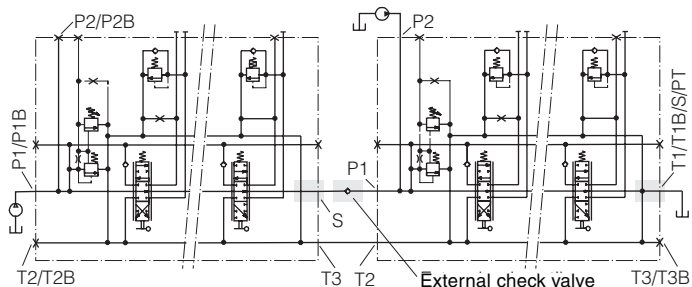 P2/P2B
P2
P1/P1B
P1
T1/T1B/S/PT
S
T2/T2B
T3
T2
External check valve
T3/T3B